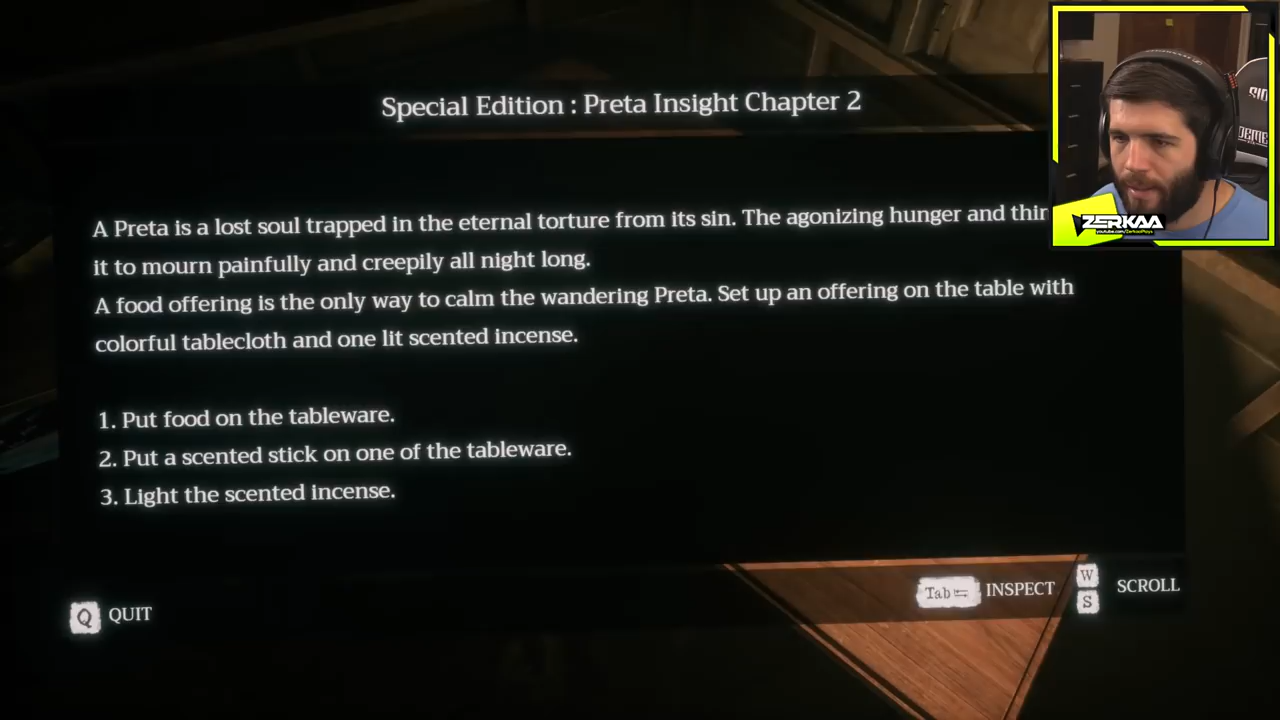 Special Edition : Preta Insight Chapter 2
A Preta is a lost soul trapped in the eternal torture from its sin. The agonizing hunger and
it to mourn painfully and creepily all night long.
A food offering is the only way to calm the wandering Preta. Set up an offering on the table with
colorful tablecloth and one lit scented incense.
1. Put food on the tableware.
2. Put a scented stick on one of the tableware.
3. Light the scented incense.
Q QUIT
Tab INSPECT
W
S
SCROLL
ZERKAA
youtube.com/ZerkaaPlays